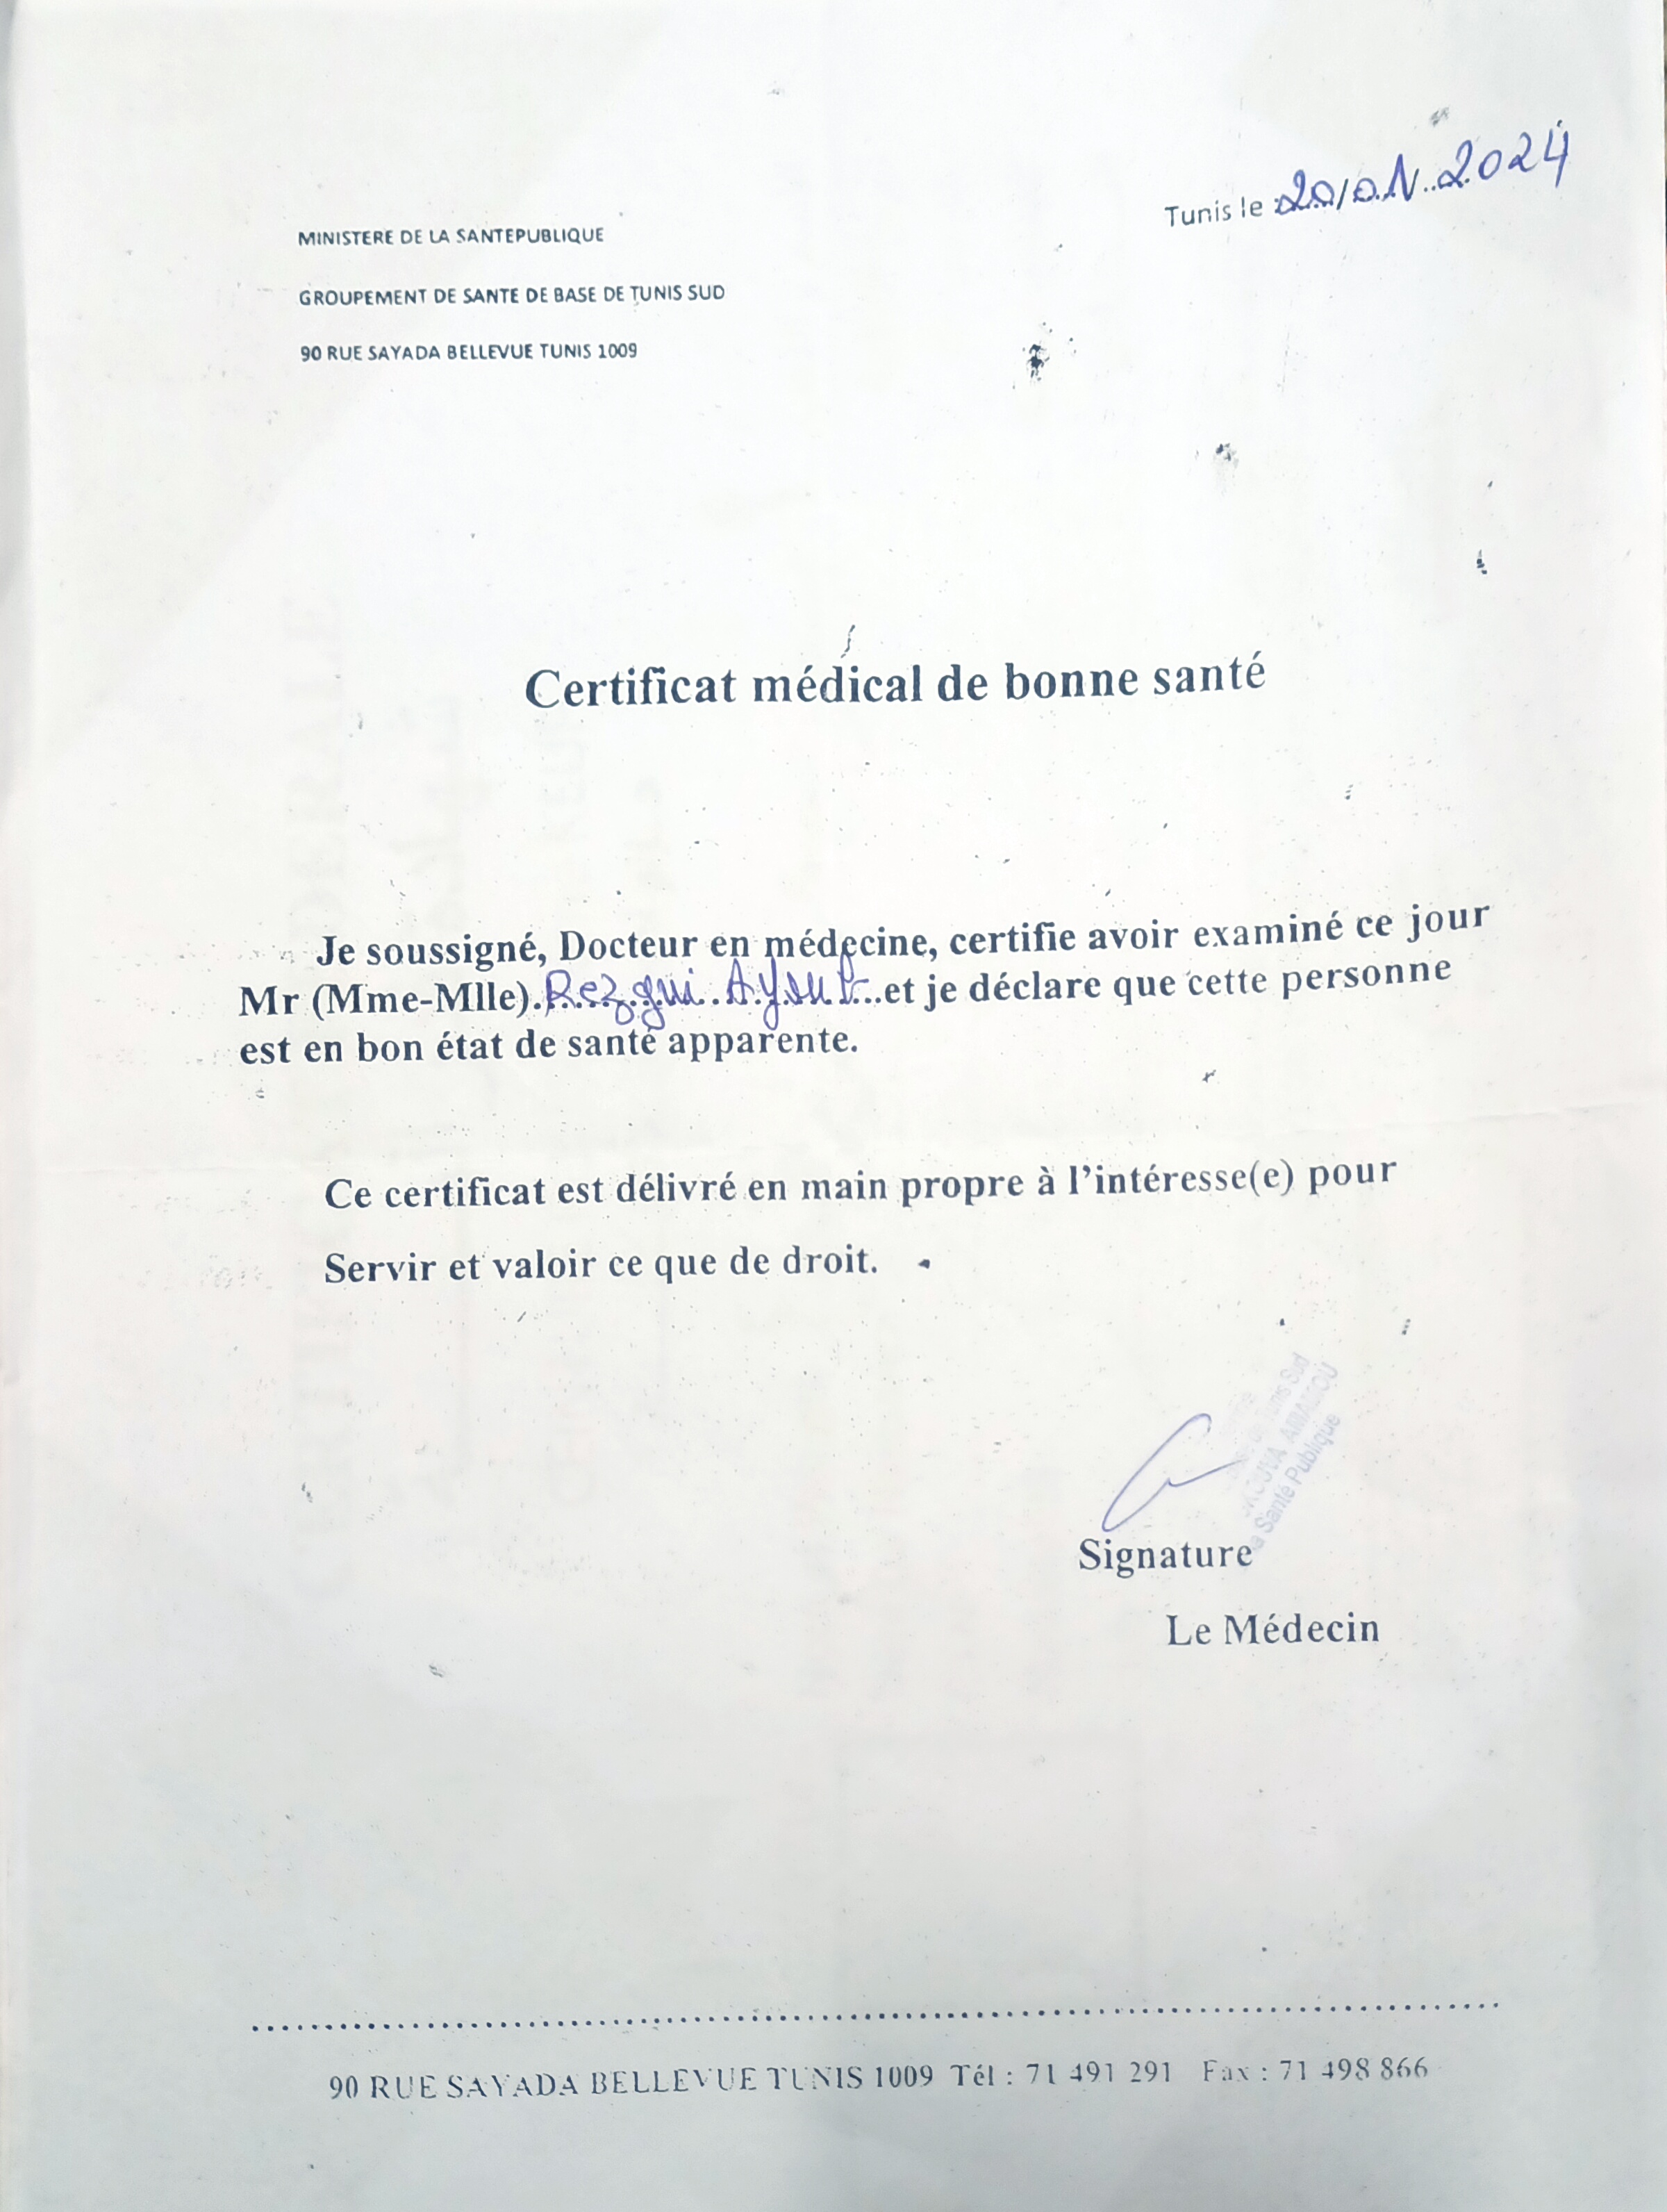 Tunis le 20/01/2024
MINISTERE DE LA SANTEPUBLIQUE
GROUPEMENT DE SANTE DE BASE DE TUNIS SUD
90 RUE SAYADA BELLEVUE TUNIS 1009
Certificat médical de bonne santé
Je soussigné, Docteur en médecine, certifie avoir examiné ce jour
Mr (Mme-Mlle).Rezgui Ayoub...et je déclare que cette personne
est en bon état de santé apparente.
Ce certificat est délivré en main propre à l'intéresse(e) pour
Servir et valoir ce que de droit.
Sud
Santé Publique
Signature
Le Médecin
90 RUE SAYADA BELLEVUE TUNIS 1009 Tél : 71 491 291 Fax : 71 498 866